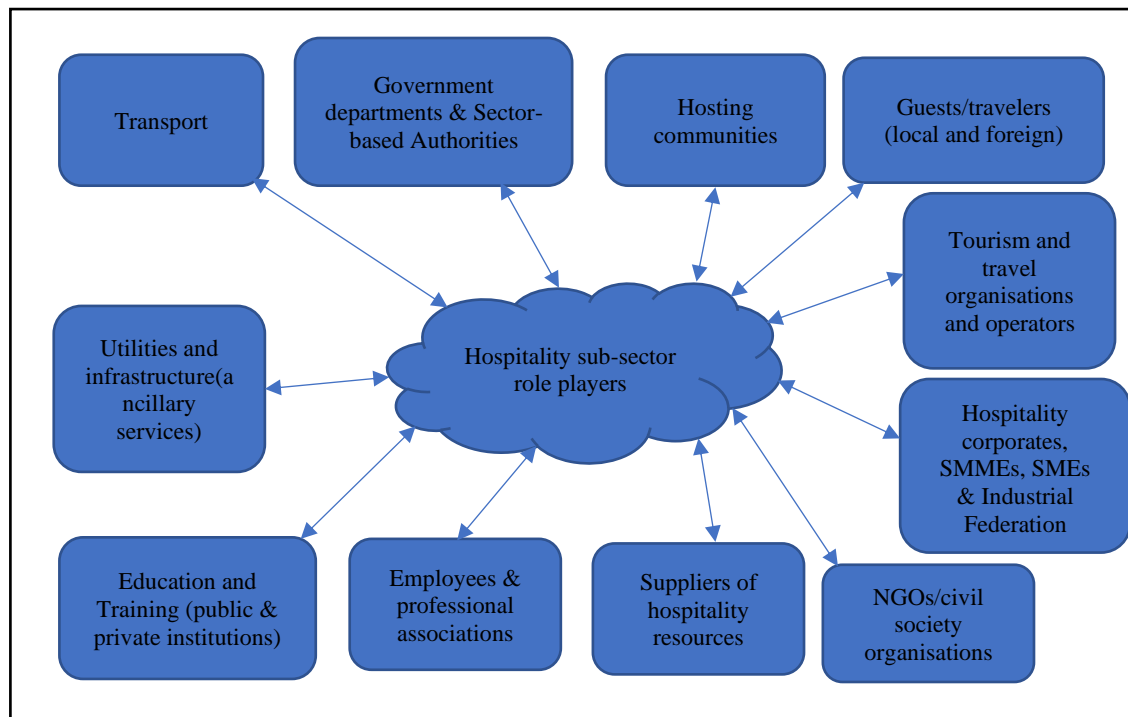 Transport
Government
departments & Sector-
based Authorities
Hosting
communities
Guests/travelers
(local and foreign)
Tourism and
travel
organisations
and operators
Hospitality sub-sector
role players
Utilities and
infrastructure(a
ncillary
services)
Hospitality
corporates,
SMMEs, SMEs
& Industrial
Federation
Education and
Training (public &
private institutions)
Employees &
professional
associations
Suppliers of
hospitality
resources
NGOs/civil
society
organisations